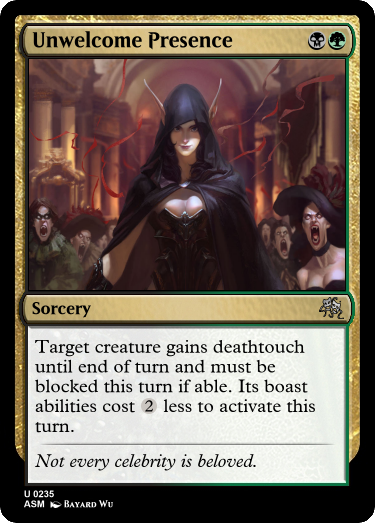 Unwelcome Presence
Sorcery
Target creature gains deathtouch
until end of turn and must be
blocked this turn if able. Its boast
abilities cost 2 less to activate this
turn.
Not every celebrity is beloved.
U 0235
ASM Bayard Wu